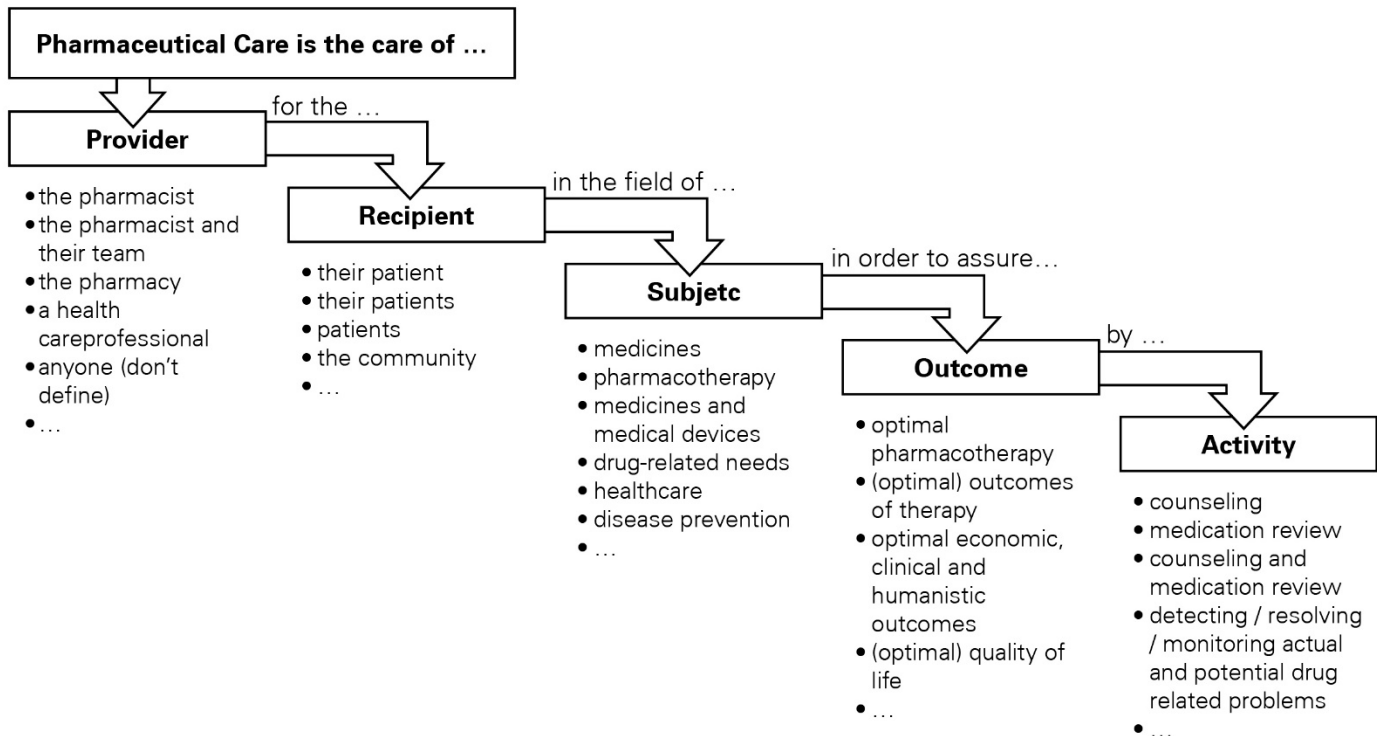 Pharmaceutical Care is the care of …
for the …
Provider
• the pharmacist
• the pharmacist and
their team
• the pharmacy
• a health
careprofessional
• anyone (don't
define)
• …
in the field of …
Recipient
• their patient
• their patients
• patients
• the community
• …
in order to assure…
Subjetc
• medicines
• pharmacotherapy
• medicines and
medical devices
• drug-related needs
• healthcare
• disease prevention
• …
by …
Outcome
• optimal
pharmacotherapy
• (optimal) outcomes
of therapy
• optimal economic,
clinical and
humanistic
outcomes
• (optimal) quality of
life
• …
Activity
• counseling
• medication review
• counseling and
medication review
• detecting / resolving
/ monitoring actual
and potential drug
related problems
• …